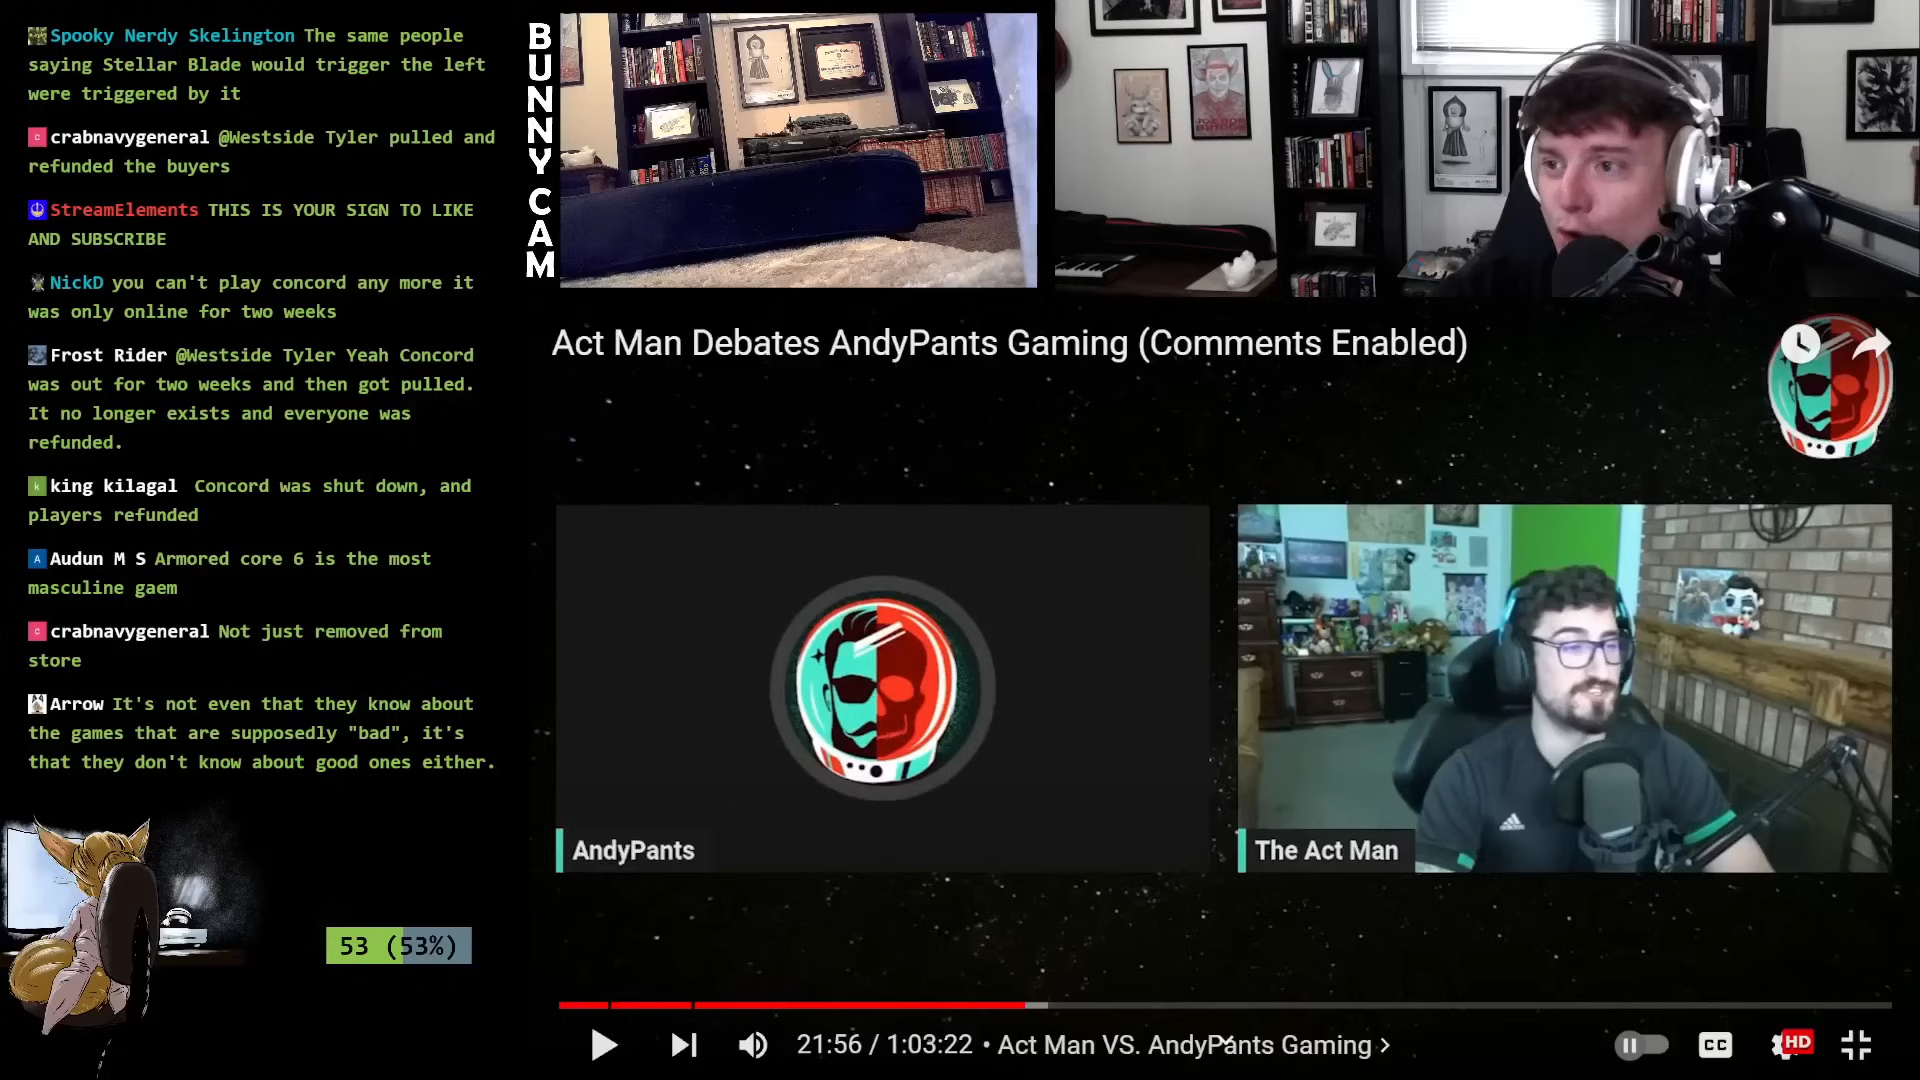 Spooky Nerdy Skelington The same people
saying Stellar Blade would trigger the left
were triggered by it
crabnavygeneral @Westside Tyler pulled and
refunded the buyers
StreamElements THIS IS YOUR SIGN TO LIKE
AND SUBSCRIBE
NickD you can't play concord any more it
was only online for two weeks
Frost Rider @Westside Tyler Yeah Concord
was out for two weeks and then got pulled.
It no longer exists and everyone was
refunded.
king kilagal Concord was shut down, and
players refunded
Audun M S Armored core 6 is the most
masculine gaem
crabnavygeneral Not just removed from
store
Arrow It's not even that they know about
the games that are supposedly "bad", it's
that they don't know about good ones either.
53 (53%)
BUNNY CAM
Act Man Debates AndyPants Gaming (Comments Enabled)
AndyPants
The Act Man
adidas
21:56 / 1:03:22 • Act Man VS. AndyPants Gaming
CC
HD